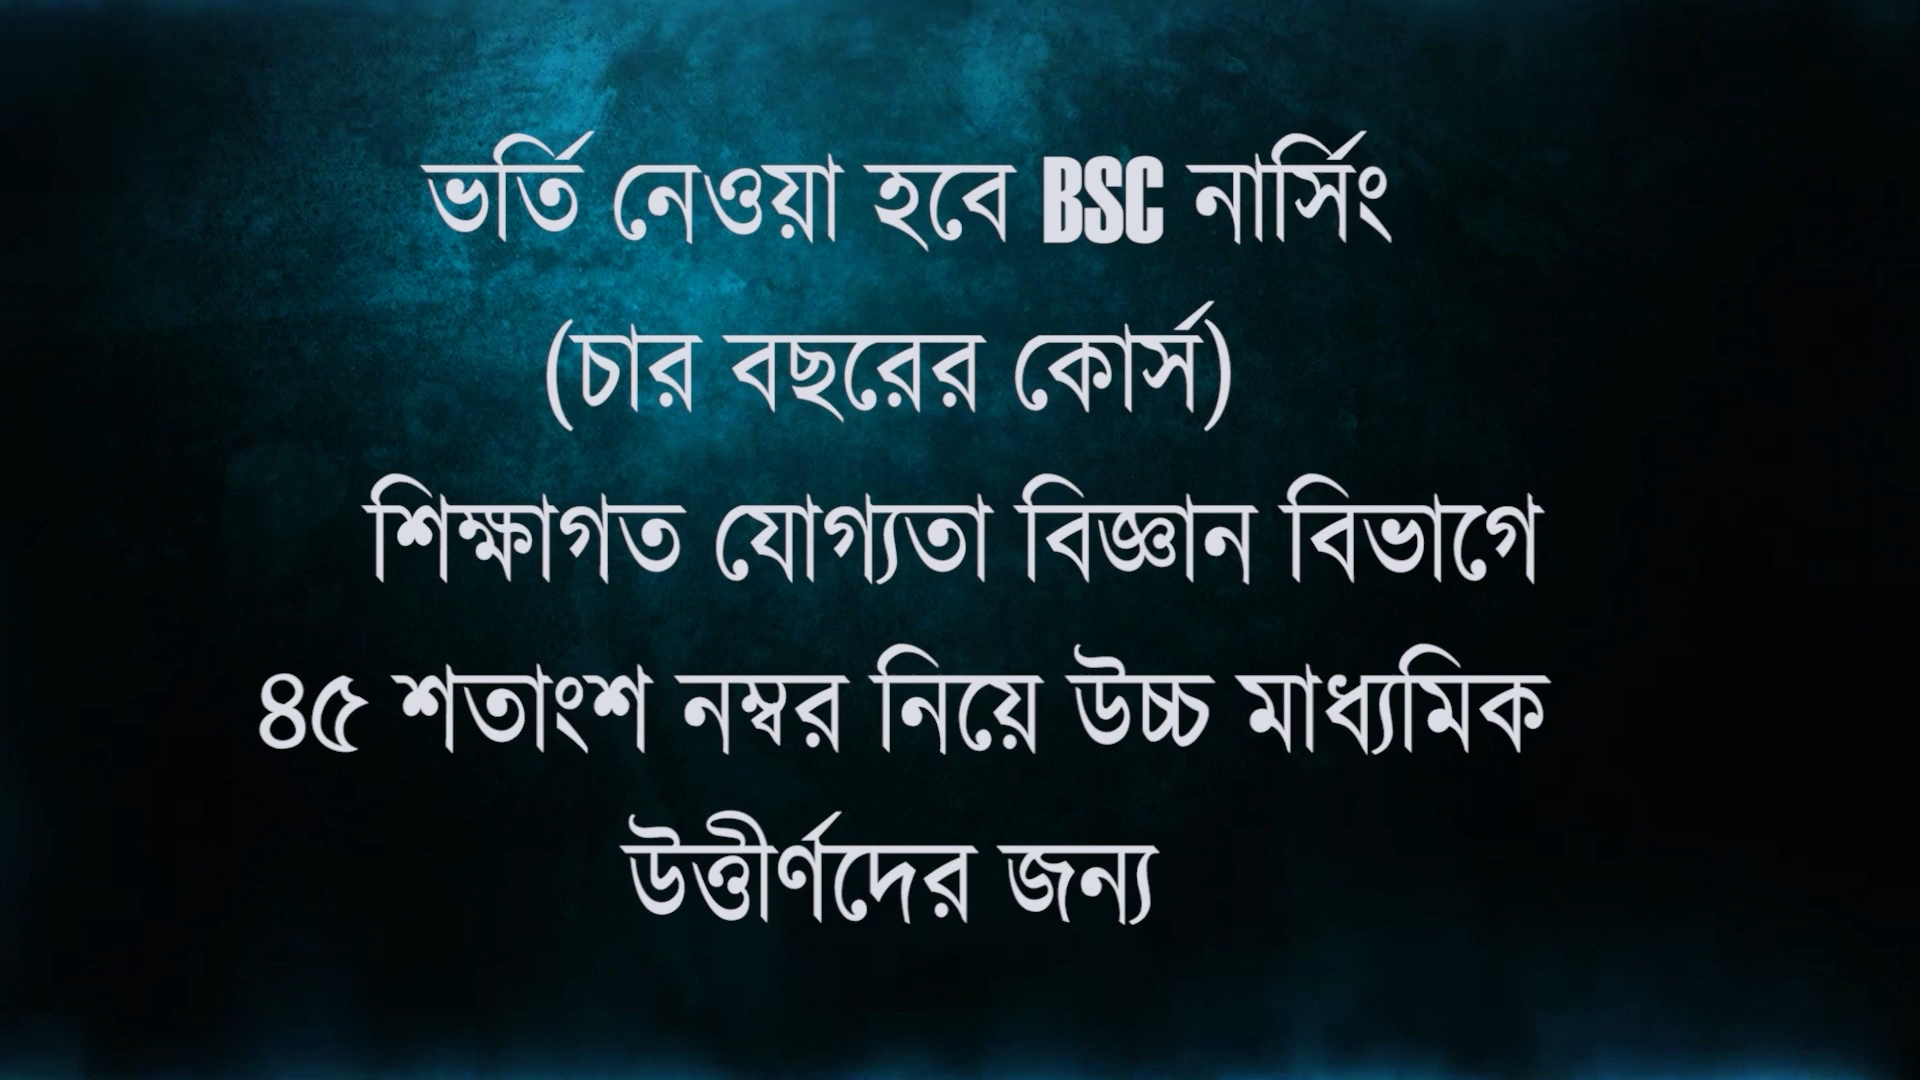 ভর্তি নেওয়া হবে BSC নার্সিং
(চার বছরের কোর্স)
শিক্ষাগত যোগ্যতা বিজ্ঞান বিভাগে
৪৫ শতাংশ নম্বর নিয়ে উচ্চ মাধ্যমিক
উত্তীর্ণদের জন্য